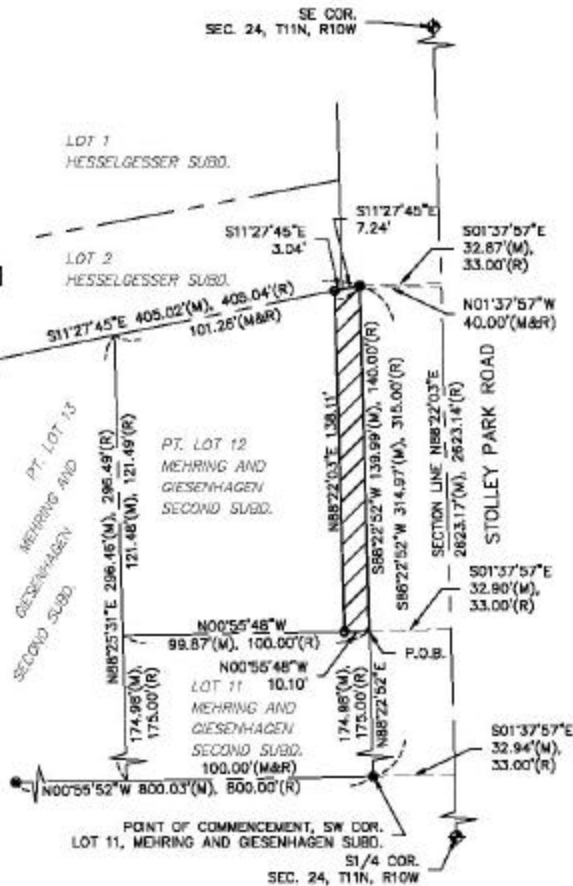 SE COR.
SEC. 24, T11N, R10W
LOT 1
HESSELGESSER SUBD.
S11°27'45"E
7.24'
S11°27'45"E
3.04'
S01°37'57"E
32.87'(M),
33.00'(R)
LOT 2
HESSELGESSER SUBD.
N01°37'57"W
40.00'(M&R)
S11°27'45"E 405.02'(M), 405.04'(R)
101.26'(M&R)
PT. LOT 13
MEHRING AND
GIESENHAGEN
SECOND SUBD.
N88°25'31"E 296.46'(M), 296.49'(R)
121.48'(M), 121.49'(R)
PT. LOT 12
MEHRING AND
GIESENHAGEN
SECOND SUBD.
N88°22'03"E 138.11'
S88°22'52"W 139.99'(M), 140.00'(R)
S88°22'52"W 314.97'(M), 315.00'(R)
SECTION LINE N88°22'03"E
2623.17'(M), 2623.14'(R)
STOLLEY PARK ROAD
S01°37'57"E
32.90'(M),
33.00'(R)
N00°55'48"W
99.87'(M), 100.00'(R)
P.O.B.
N00°55'48"W
10.10'
LOT 11
MEHRING AND
GIESENHAGEN
SECOND SUBD.
174.98'(M),
175.00'(R)
174.98'(M),
175.00'(R)
N88°22'52"E
S01°37'57"E
32.94'(M),
33.00'(R)
100.00'(M&R)
N00°55'52"W 800.03'(M), 800.00'(R)
POINT OF COMMENCEMENT, SW COR.
LOT 11, MEHRING AND GIESENHAGEN SUBD.
S1/4 COR.
SEC. 24, T11N, R10W